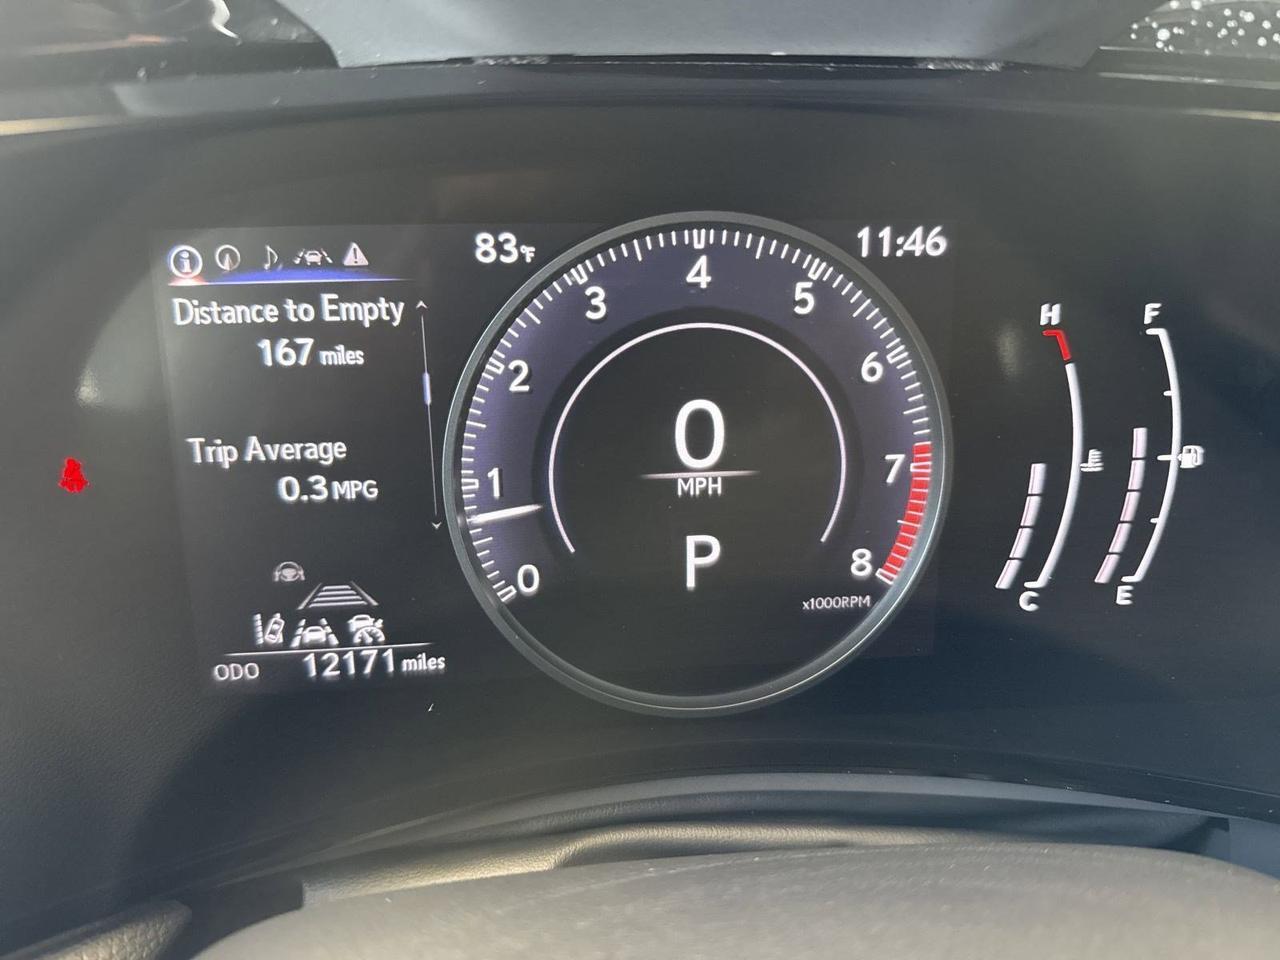 83°F
11:46
Distance to Empty
167 miles
Trip Average
0.3 MPG
ODO 12171 miles
0
1
2
3
4
5
6
7
8
x1000RPM
0
MPH
P
H
C
F
E